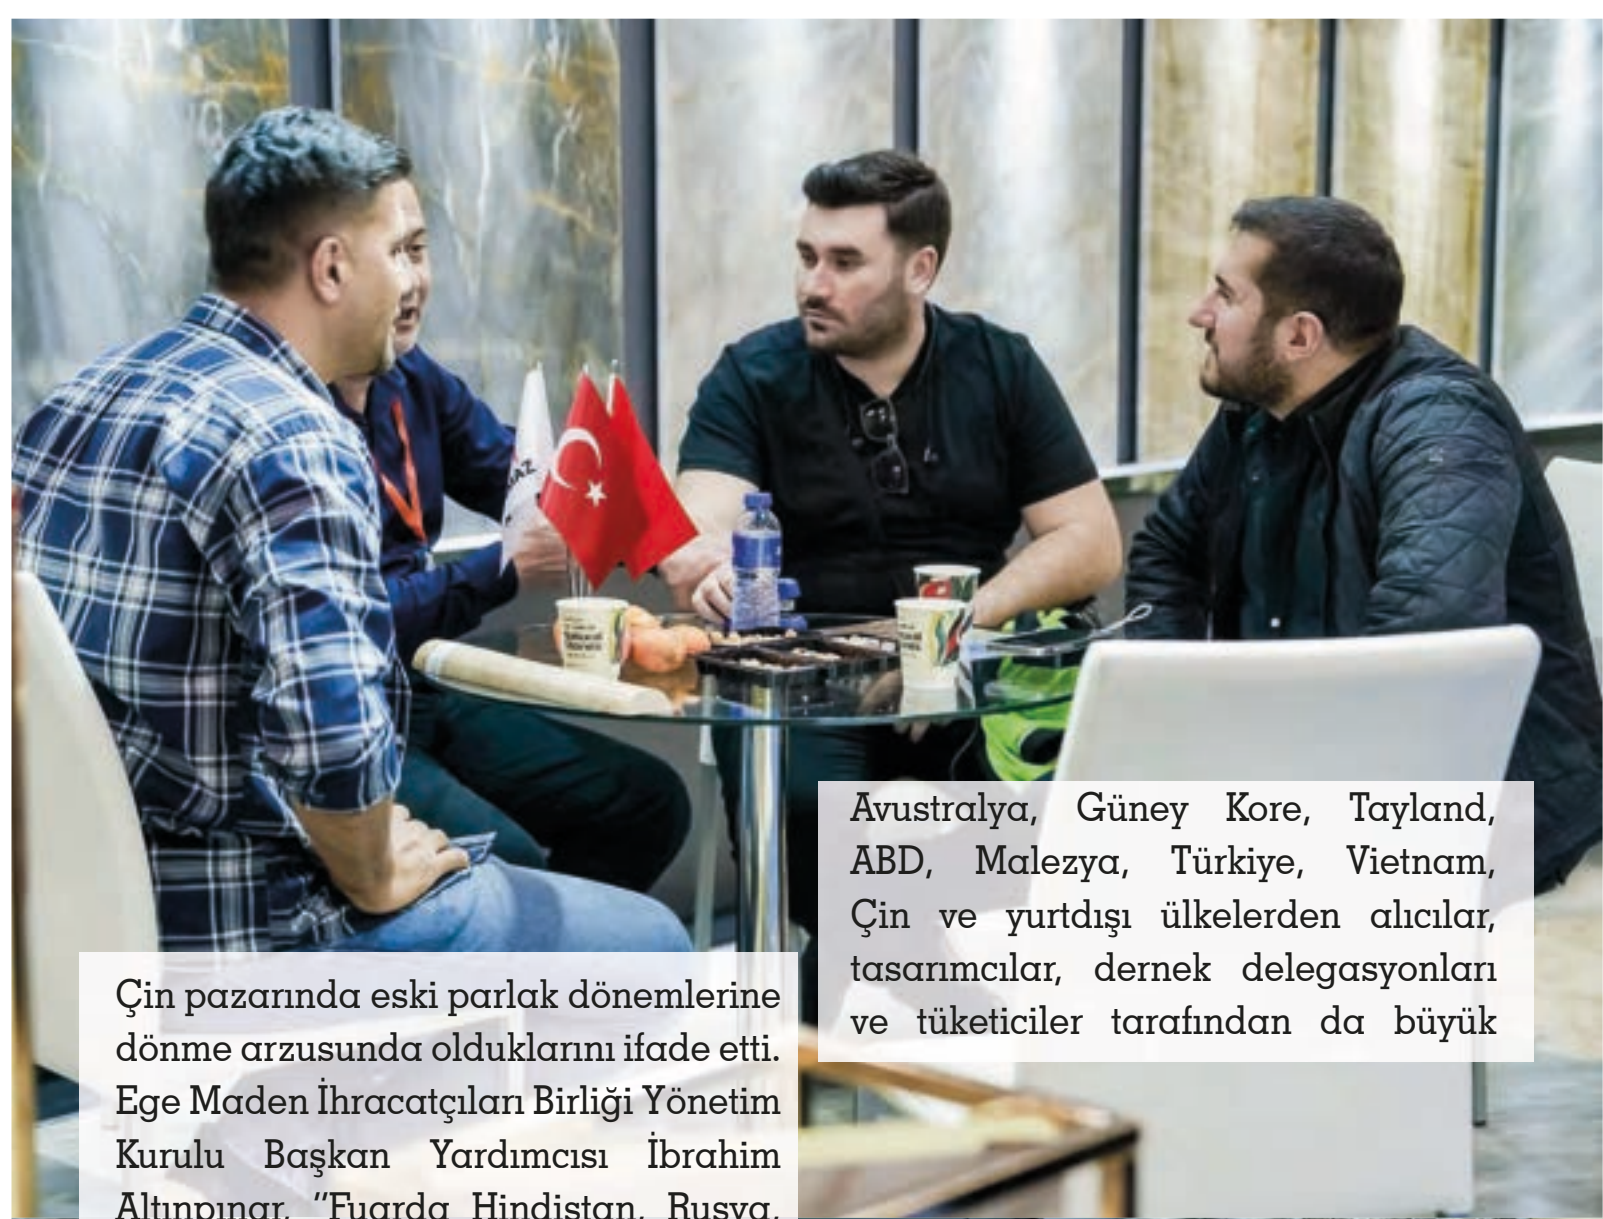 Çin pazarında eski parlak dönemlerine
dönme arzusunda olduklarını ifade etti.
Ege Maden İhracatçıları Birliği Yönetim
Kurulu Başkan Yardımcısı İbrahim
Altınpınar, "Fuarda Hindistan, Rusya,
Avustralya, Güney Kore, Tayland,
ABD, Malezya, Türkiye, Vietnam,
Çin ve yurtdışı ülkelerden alıcılar,
tasarımcılar, dernek delegasyonları
ve tüketiciler tarafından da büyük